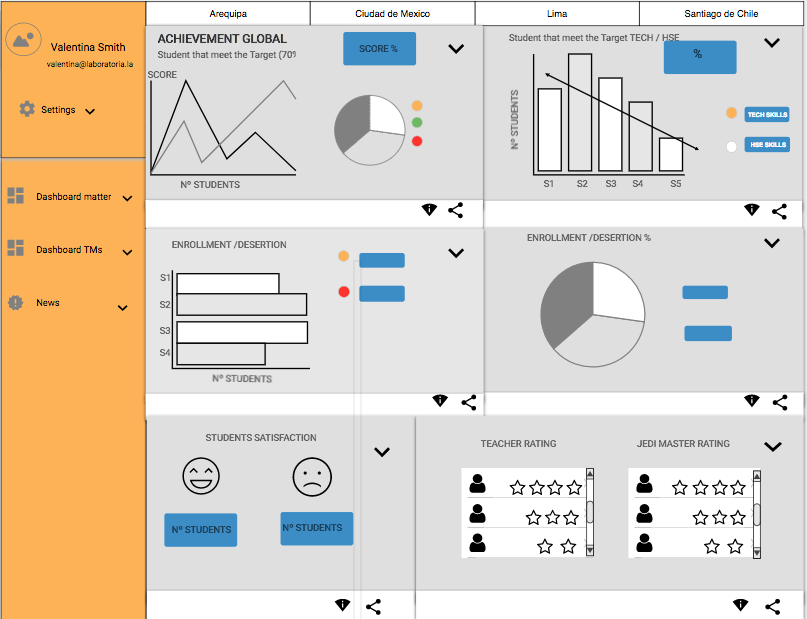 Arequipa
Ciudad de Mexico
Lima
Santiago de Chile
Valentina Smith
valentina@laboratoria.la
Settings
Dashboard matter
Dashboard TMs
News
ACHIEVEMENT GLOBAL
Student that meet the Target (70%
SCORE
SCORE %
Nº STUDENTS
Student that meet the Target TECH / HSE
%
Nº STUDENTS
TECH SKILLS
HSE SKILLS
S1 S2 S3 S4 S5
ENROLLMENT /DESERTION
S1
S2
S3
S4
Nº STUDENTS
ENROLLMENT /DESERTION %
STUDENTS SATISFACTION
Nº STUDENTS
Nº STUDENTS
TEACHER RATING
JEDI MASTER RATING